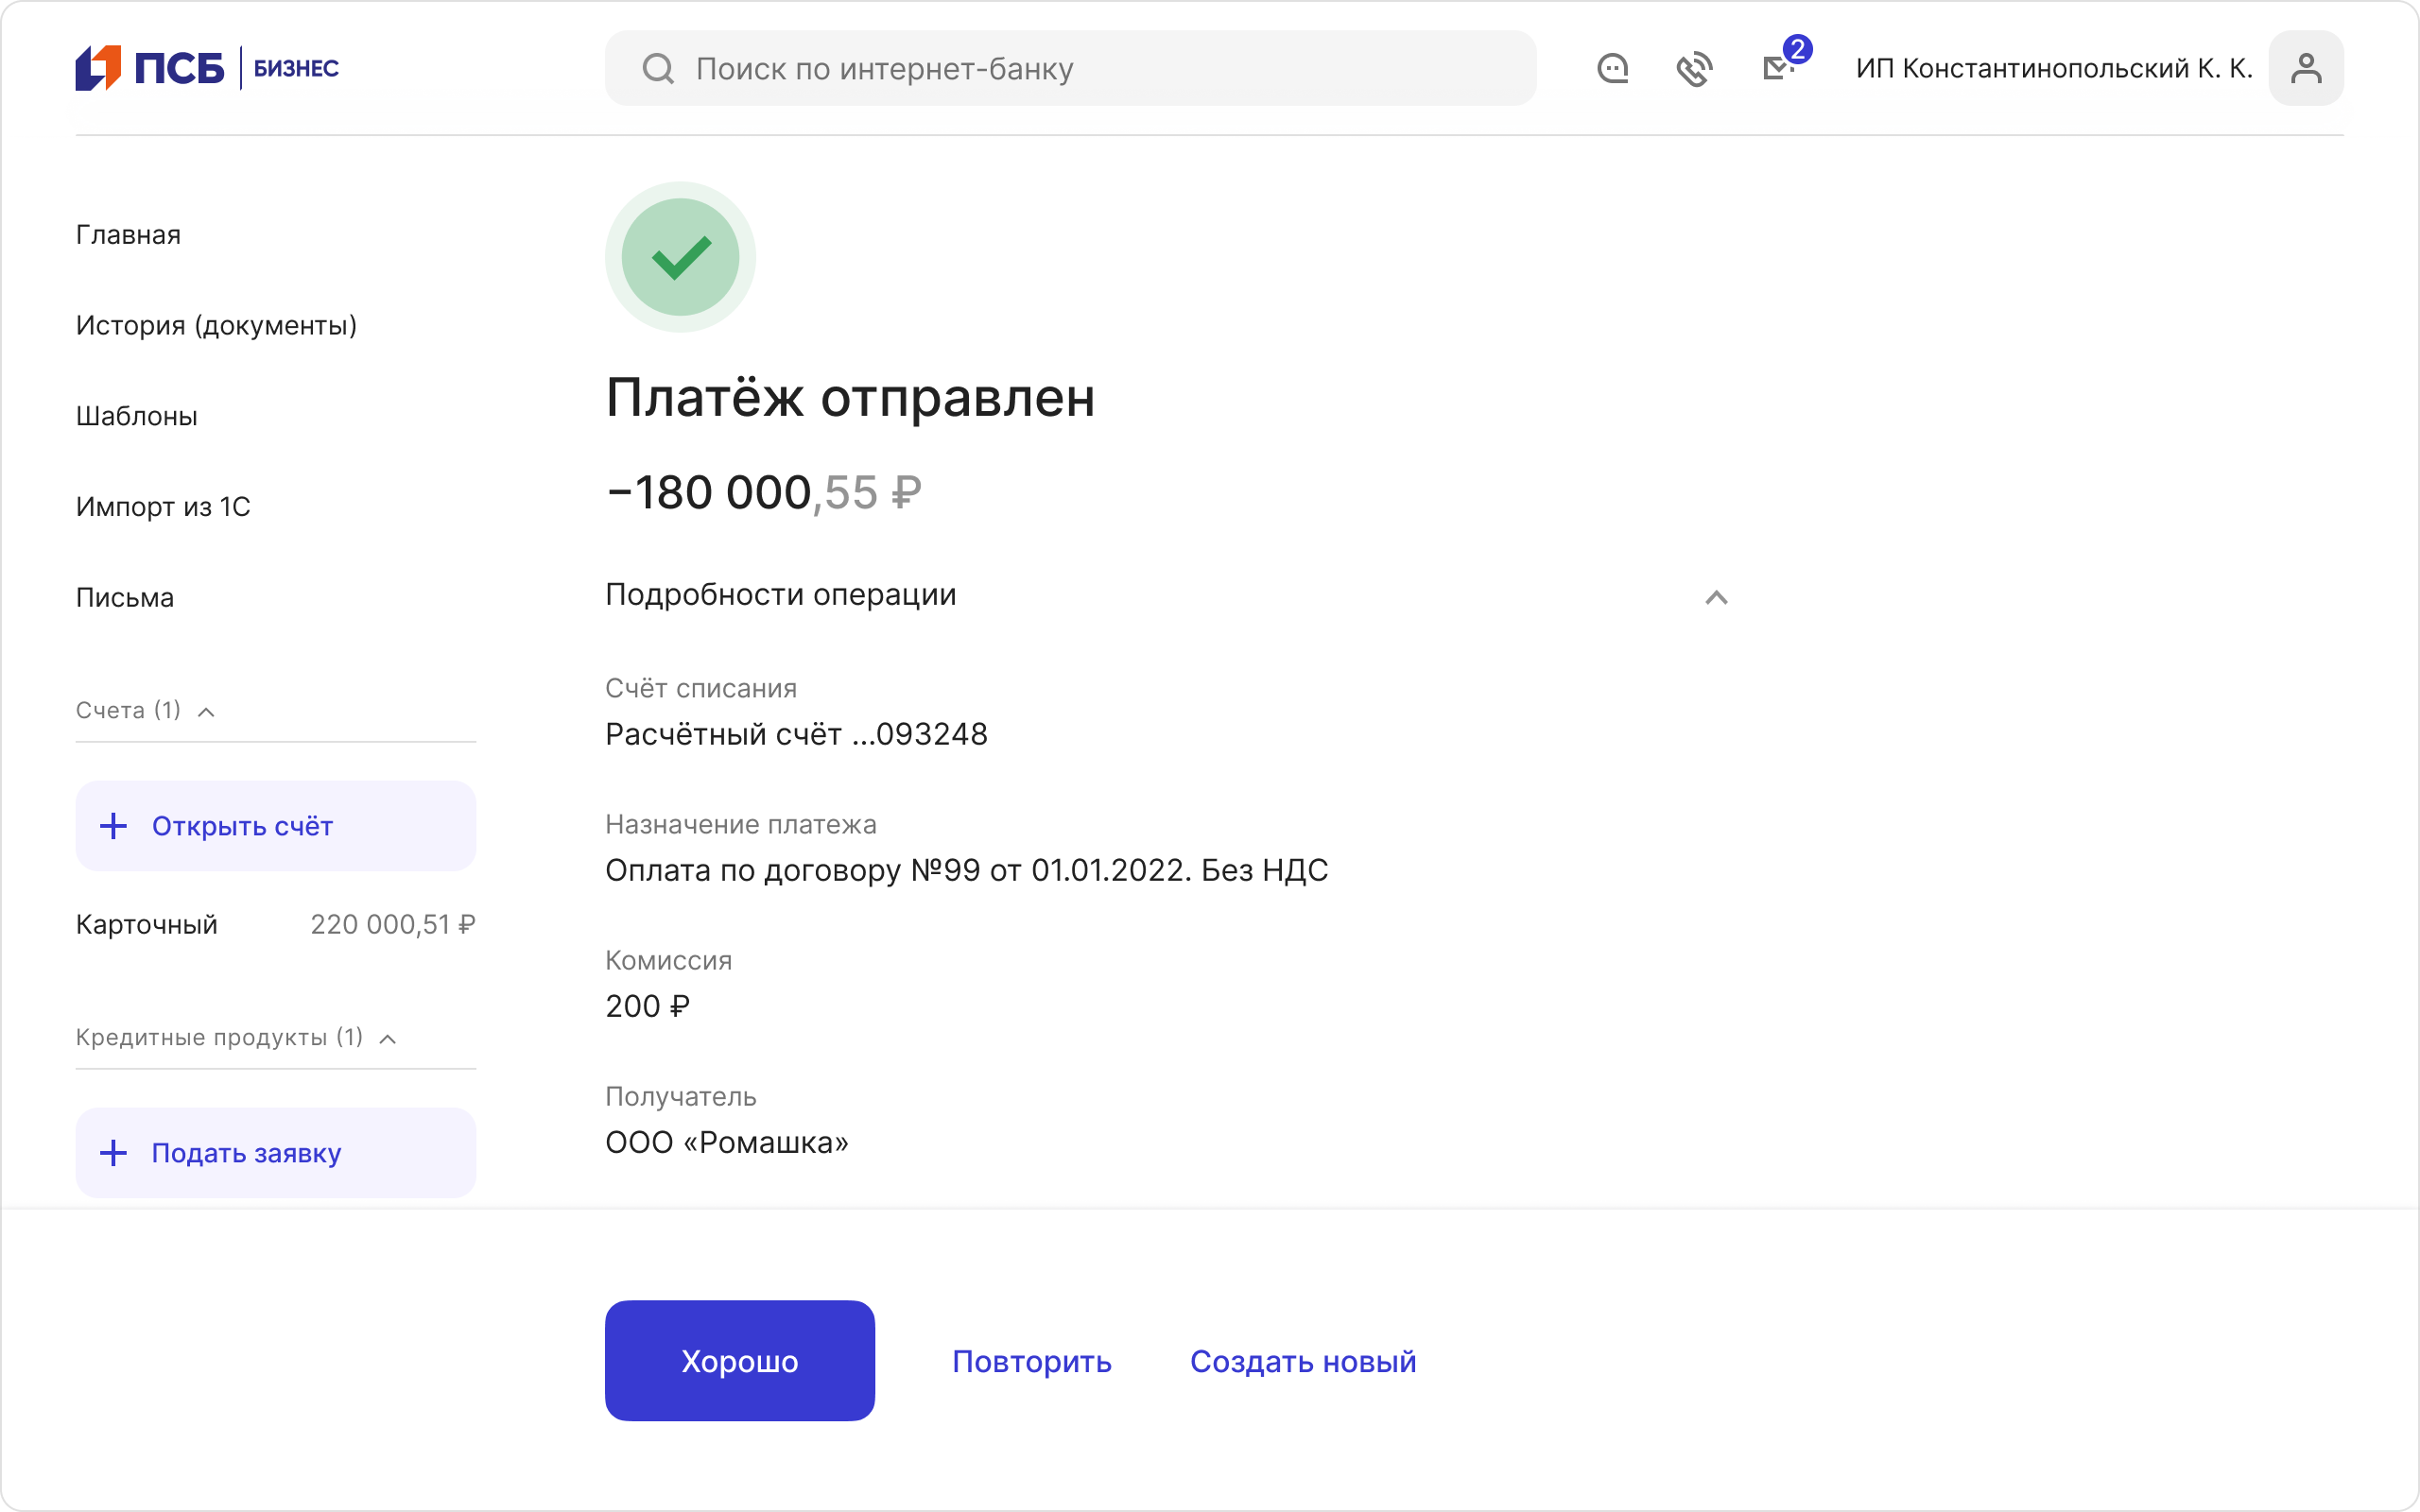 ПСБ БИЗНЕС
Поиск по интернет-банку
2
ИП Константинопольский К. К.
Главная
История (документы)
Шаблоны
Импорт из 1С
Письма
Счета (1)
Открыть счёт
Карточный 220 000,51 ₽
Кредитные продукты (1)
Подать заявку
Платёж отправлен
−180 000,55 ₽
Подробности операции
Счёт списания
Расчётный счёт ...093248
Назначение платежа
Оплата по договору №99 от 01.01.2022. Без НДС
Комиссия
200 ₽
Получатель
ООО «Ромашка»
Хорошо
Повторить
Создать новый